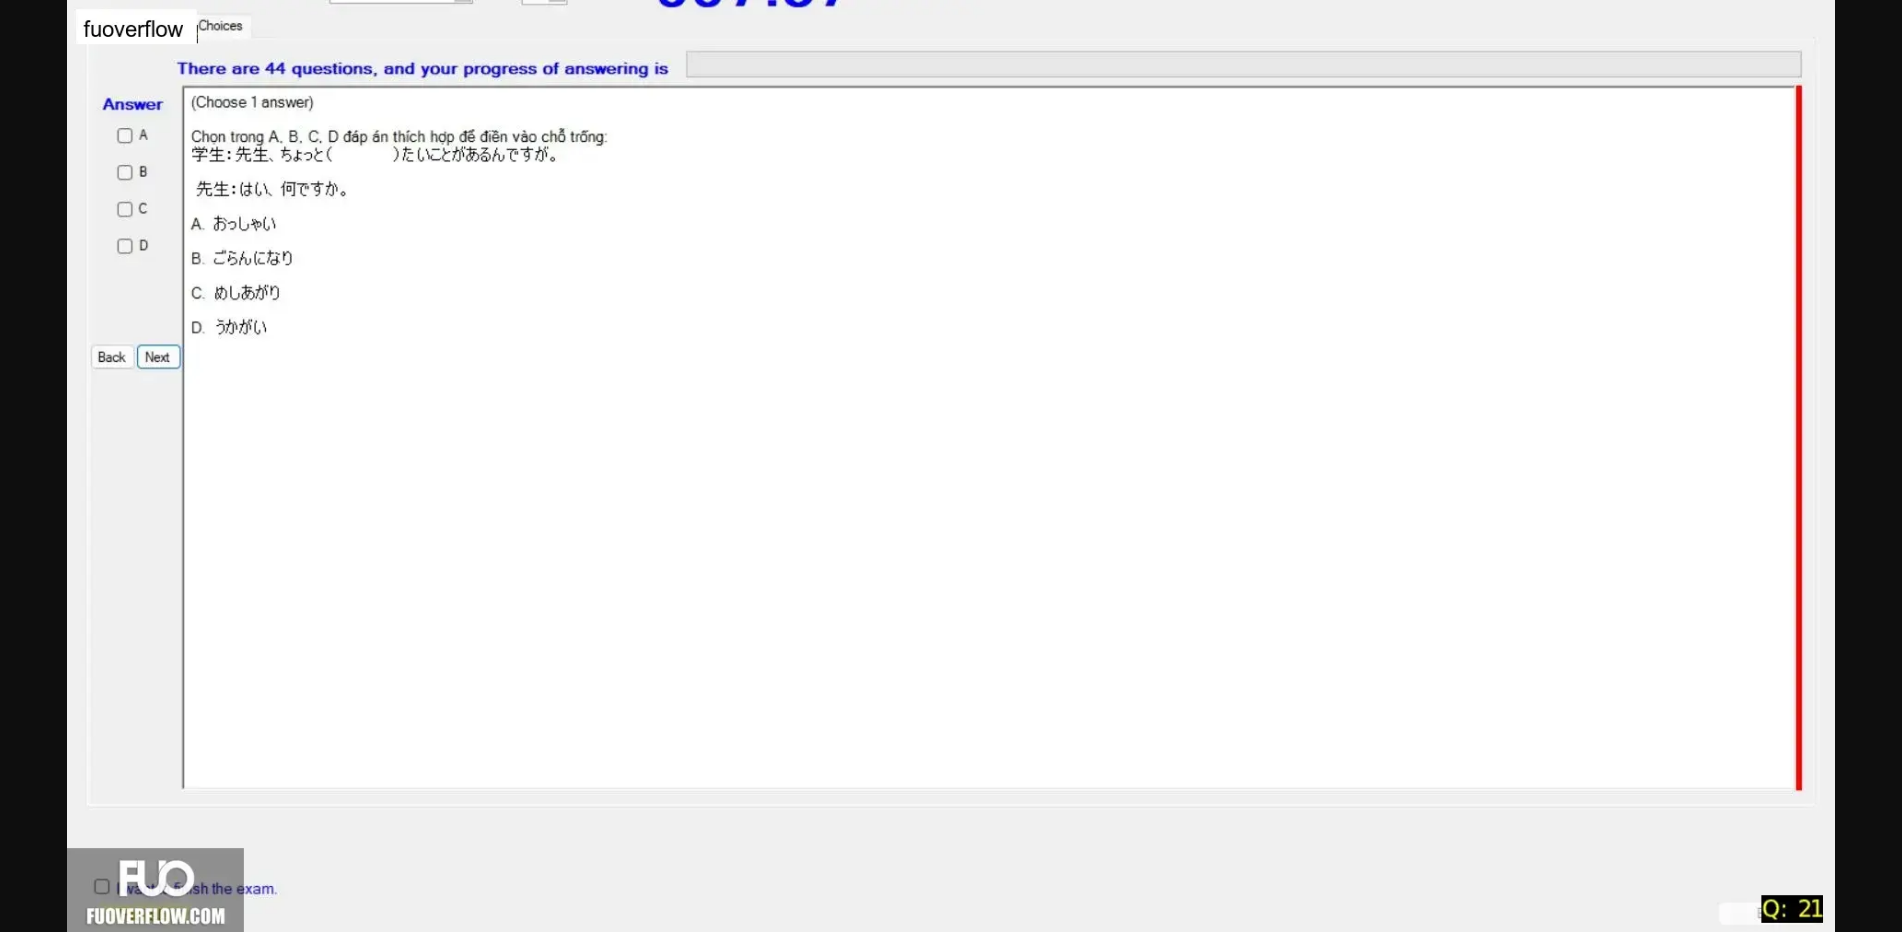 fuoverflow
Choices
There are 44 questions, and your progress of answering is
Answer
(Choose 1 answer)
A
Chọn trong A, B, C, D đáp án thích hợp để điền vào chỗ trống:
学生：先生、ちょっと（　　　）たいことがあるんですが。
B
先生：はい、何ですか。
C
A. おっしゃい
D
B. ごらんになり
C. めしあがり
D. うかがい
Back Next
FUO
the exam.
FUOVERFLOW.COM
Q: 21